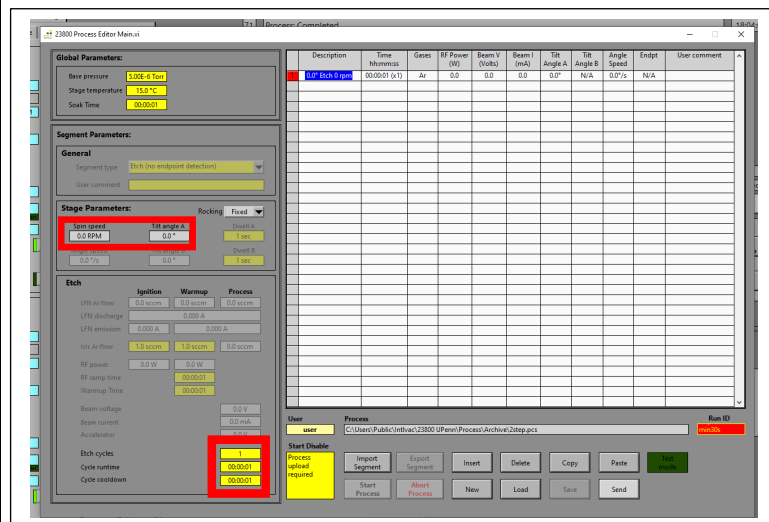 71 Process: Completed 18:04
23800 Process Editor Main.vi
Global Parameters:
Base pressure 5.00E-6 Torr
Stage temperature 15.0 °C
Soak Time 00:00:01
Segment Parameters:
General
Segment type Etch (no endpoint detection)
User comment
Stage Parameters: Rocking Fixed
Spin speed Tilt angle A Dwell A
0.0 RPM 0.0 ° 1 sec
Dwell B
0.0 °/s 0.0 ° 1 sec
Etch
Ignition Warmup Process
LFN Ar flow 0.0 sccm 0.0 sccm 0.0 sccm
LFN discharge 0.000 A
LFN emission 0.000 A 0.000 A
Isrc Ar flow 1.0 sccm 1.0 sccm 0.0 sccm
RF power 0.0 W 0.0 W
RF ramp time 00:00:01
Warmup Time 00:00:01
Beam voltage 0.0 V
Beam current 0.0 mA
Accelerator 0.0 V
Etch cycles 1
Cycle runtime 00:00:01
Cycle cooldown 00:00:01
Description Time hh:mm:ss Gases RF Power (W) Beam V (Volts) Beam I (mA) Tilt Angle A Tilt Angle B Angle Speed Endpt User comment
1 0.0° Etch 0 rpm 00:00:01 (x1) Ar 0.0 0.0 0.0 0.0° N/A 0.0°/s N/A
User Process Run ID
user C:\Users\Public\Intlvac\23800 UPenn\Process\Archive\2step.pcs min30s
Start Disable
Process upload required
Import Segment Export Segment Insert Delete Copy Paste Test mode
Start Process Abort Process New Load Save Send